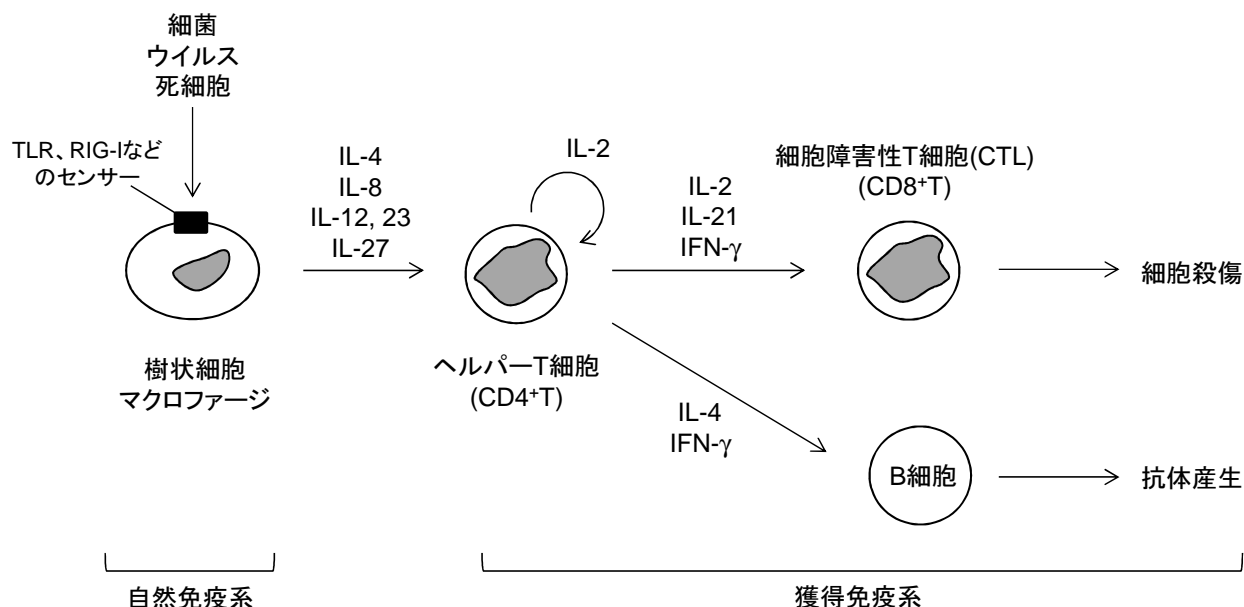 細菌
ウイルス
死細胞
TLR、RIG-Iなど
のセンサー
樹状細胞
マクロファージ
IL-4
IL-8
IL-12, 23
IL-27
IL-2
ヘルパーT細胞
(CD4⁺T)
IL-2
IL-21
IFN-γ
細胞障害性T細胞(CTL)
(CD8⁺T)
細胞殺傷
IL-4
IFN-γ
B細胞
抗体産生
自然免疫系
獲得免疫系